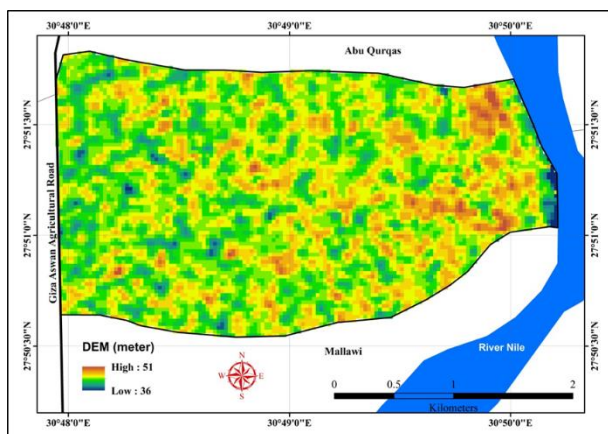 30°48'0"E 30°49'0"E 30°50'0"E
Abu Qurqas
27°51'30"N 27°51'30"N
Giza Aswan Agricultural Road
27°51'0"N 27°51'0"N
27°50'30"N 27°50'30"N
DEM (meter)
High : 51
Low : 36
N
W E
S
Mallawi
River Nile
0 0.5 1 2
Kilometers
30°48'0"E 30°49'0"E 30°50'0"E